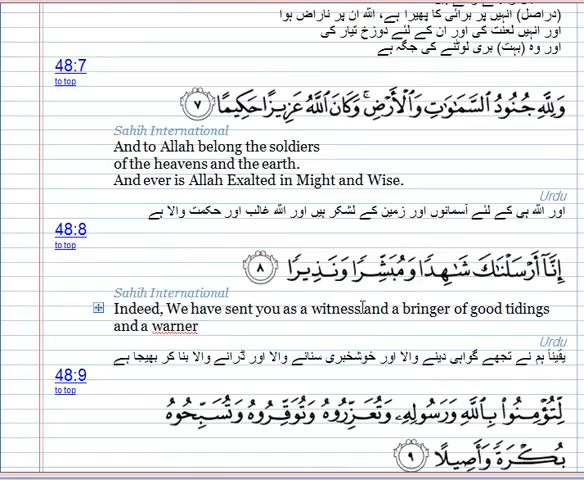 (دراصل) انہیں پر برائی کا پھیرا ہے، اللہ ان پر ناراض ہوا
اور انہیں لعنت کی اور ان کے لئے دوزخ تیار کی
اور وہ (بہت) بری لوٹنے کی جگہ ہے
48:7
to top
وَلِلَّهِ جُنُودُ السَّمَـٰوَٰتِ وَالْأَرْضِ ۚ وَكَانَ اللَّهُ عَزِيزًا حَكِيمًا ٧
Sahih International
And to Allah belong the soldiers
of the heavens and the earth.
And ever is Allah Exalted in Might and Wise.
Urdu
اور اللہ ہی کے لئے آسمانوں اور زمین کے لشکر ہیں اور اللہ غالب اور حکمت والا ہے
48:8
to top
إِنَّآ أَرْسَلْنَـٰكَ شَـٰهِدًا وَمُبَشِّرًا وَنَذِيرًا ٨
Sahih International
Indeed, We have sent you as a witness and a bringer of good tidings
and a warner
Urdu
یقیناً ہم نے تجھے گواہی دینے والا اور خوشخبری سنانے والا اور ڈرانے والا بنا کر بھیجا ہے
48:9
to top
لِّتُؤْمِنُوا۟ بِاللَّهِ وَرَسُولِهِۦ وَتُعَزِّرُوهُ وَتُوَقِّرُوهُ وَتُسَبِّحُوهُ
بُكْرَةً وَأَصِيلًا ٩